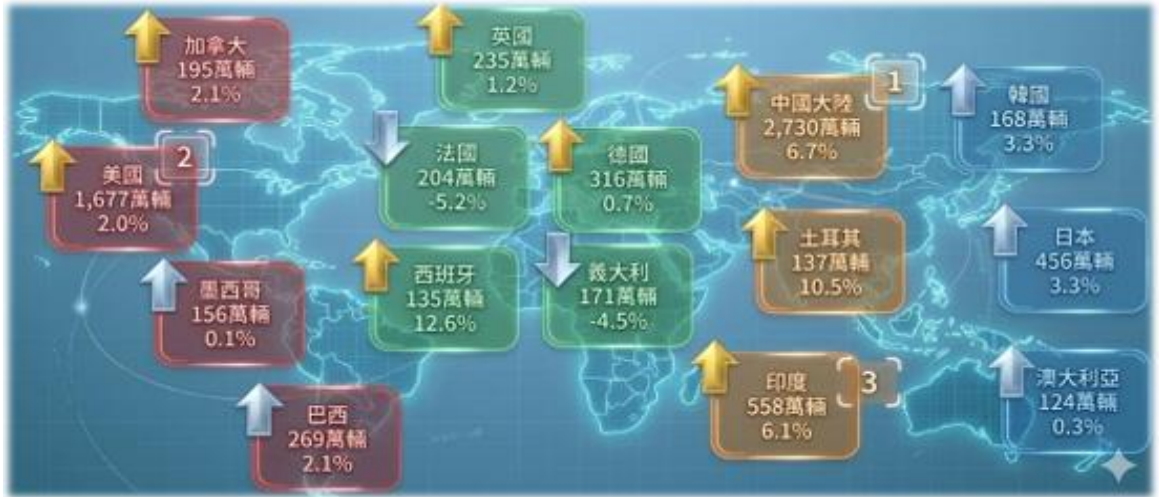 加拿大
195萬輛
2.1%
英國
235萬輛
1.2%
1
中國大陸
2,730萬輛
6.7%
韓國
168萬輛
3.3%
2
美國
1,677萬輛
2.0%
法國
204萬輛
-5.2%
德國
316萬輛
0.7%
土耳其
137萬輛
10.5%
日本
456萬輛
3.3%
墨西哥
156萬輛
0.1%
西班牙
135萬輛
12.6%
義大利
171萬輛
-4.5%
3
印度
558萬輛
6.1%
澳大利亞
124萬輛
0.3%
巴西
269萬輛
2.1%